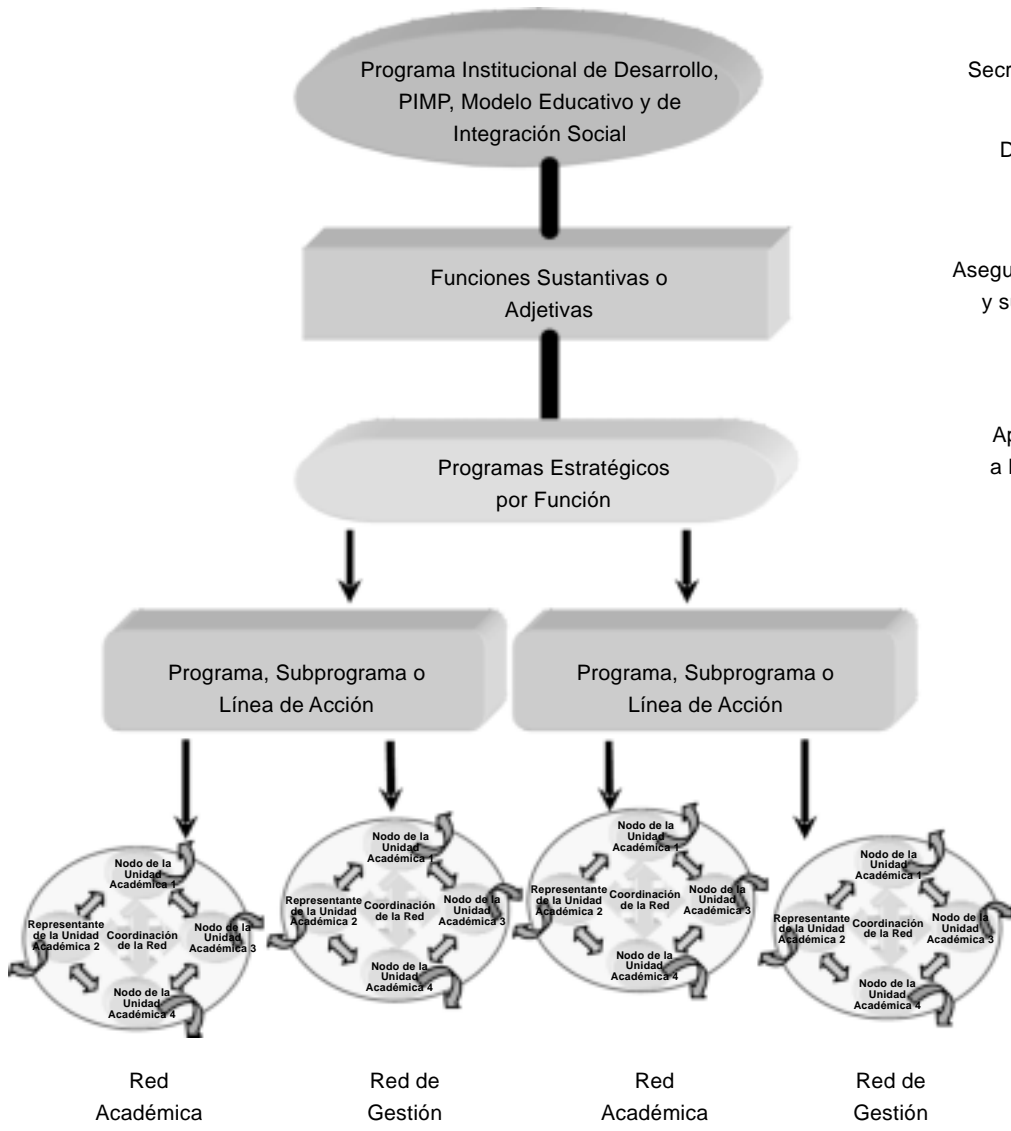 Programa Institucional de Desarrollo,
PIMP, Modelo Educativo y de
Integración Social
Funciones Sustantivas o
Adjetivas
Programas Estratégicos
por Función
Programa, Subprograma o
Línea de Acción
Programa, Subprograma o
Línea de Acción
Nodo de la
Unidad
Académica 1
Representante
de la Unidad
Académica 2
Coordinación
de la Red
Nodo de la
Unidad
Académica 3
Nodo de la
Unidad
Académica 4
Nodo de la
Unidad
Académica 1
Representante
de la Unidad
Académica 2
Coordinación
de la Red
Nodo de la
Unidad
Académica 3
Nodo de la
Unidad
Académica 4
Nodo de la
Unidad
Académica 1
Representante
de la Unidad
Académica 2
Coordinación
de la Red
Nodo de la
Unidad
Académica 3
Nodo de la
Unidad
Académica 4
Nodo de la
Unidad
Académica 1
Representante
de la Unidad
Académica 2
Coordinación
de la Red
Nodo de la
Unidad
Académica 3
Nodo de la
Unidad
Académica 4
Red
Académica
Red de
Gestión
Red
Académica
Red de
Gestión
y
a